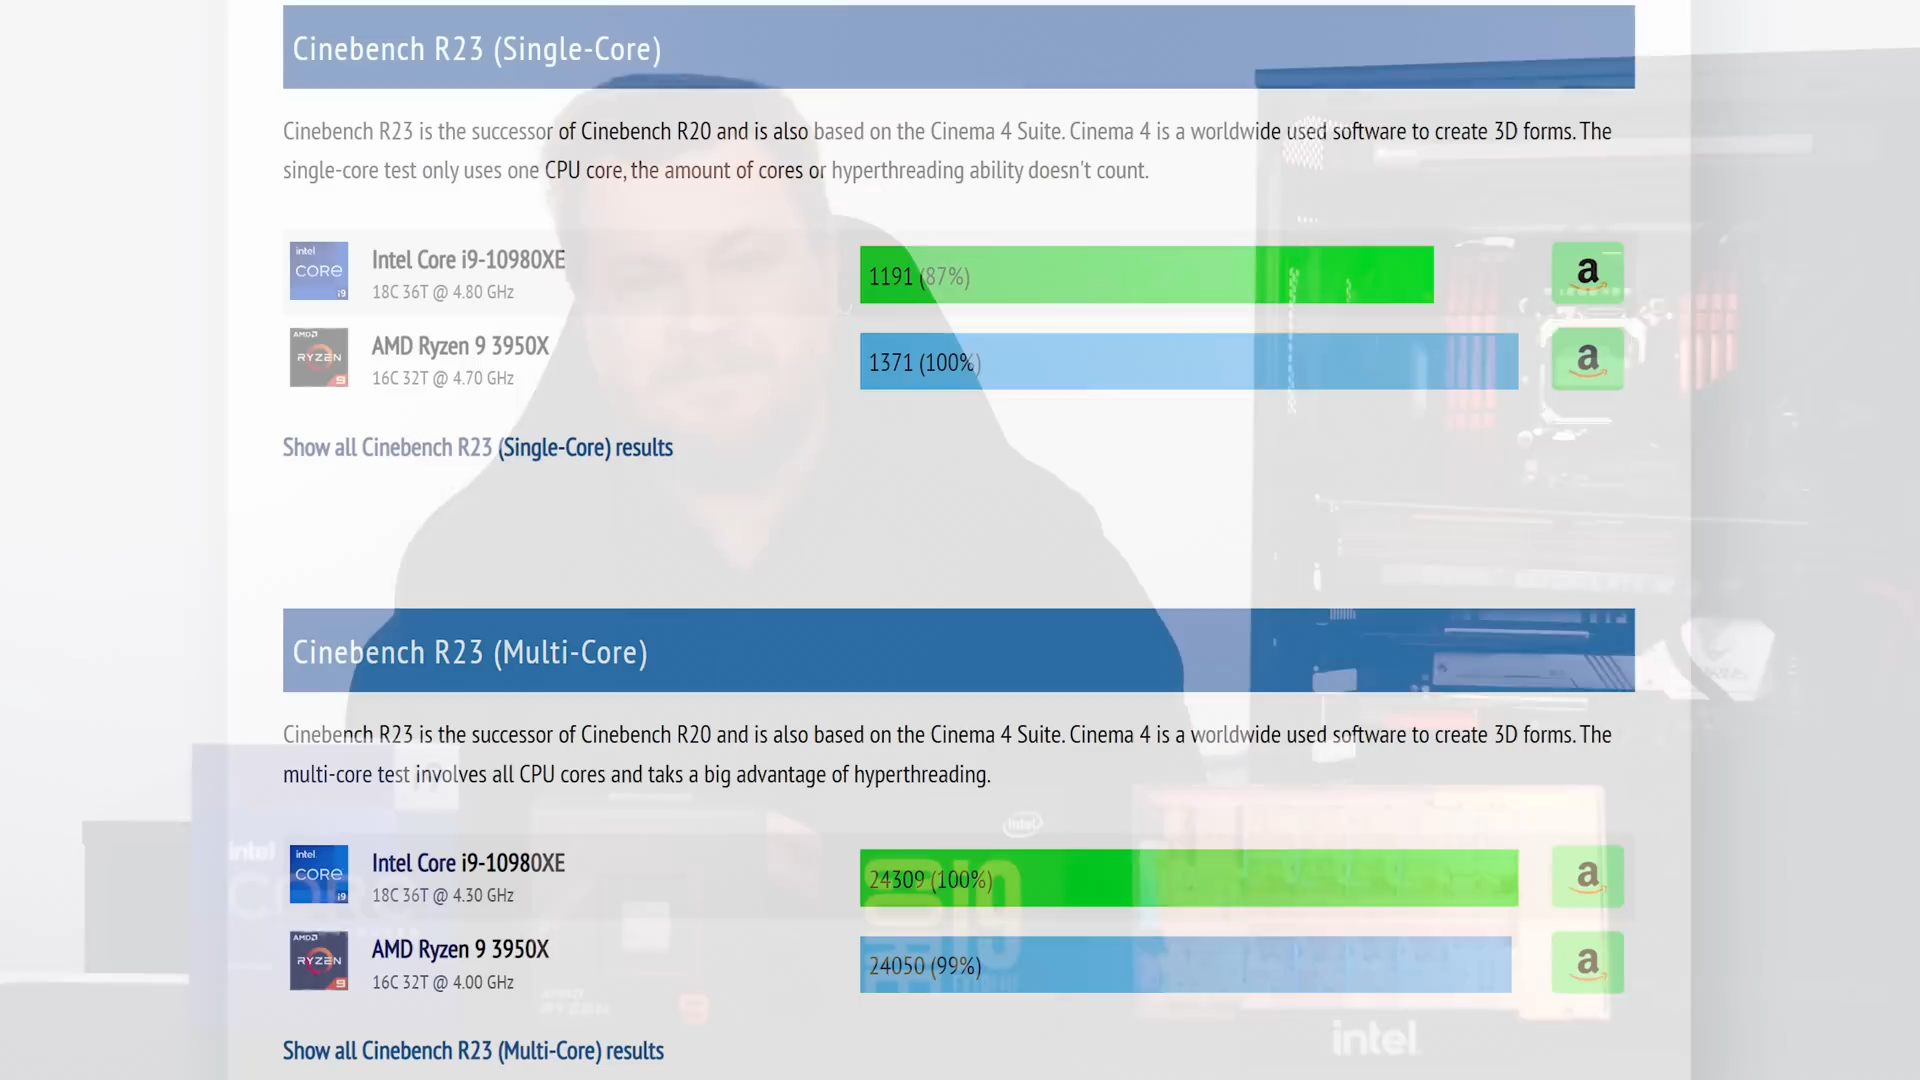 Cinebench R23 (Single-Core)
Cinebench R23 is the successor of Cinebench R20 and is also based on the Cinema 4 Suite. Cinema 4 is a worldwide used software to create 3D forms. The
single-core test only uses one CPU core, the amount of cores or hyperthreading ability doesn't count.
intel
CORE
i9
Intel Core i9-10980XE
18C 36T @ 4.80 GHz
1191 (87%)
a
AMD
RYZEN
9
AMD Ryzen 9 3950X
16C 32T @ 4.70 GHz
1371 (100%)
a
Show all Cinebench R23 (Single-Core) results
Cinebench R23 (Multi-Core)
Cinebench R23 is the successor of Cinebench R20 and is also based on the Cinema 4 Suite. Cinema 4 is a worldwide used software to create 3D forms. The
multi-core test involves all CPU cores and taks a big advantage of hyperthreading.
intel
intel
CORE
intel
CORE
i9
Intel Core i9-10980XE
18C 36T @ 4.30 GHz
24309 (100%)
i9
a
AMD
RYZEN
9
AMD Ryzen 9 3950X
16C 32T @ 4.00 GHz
24050 (99%)
a
AMD
RYZEN
9
intel
Show all Cinebench R23 (Multi-Core) results